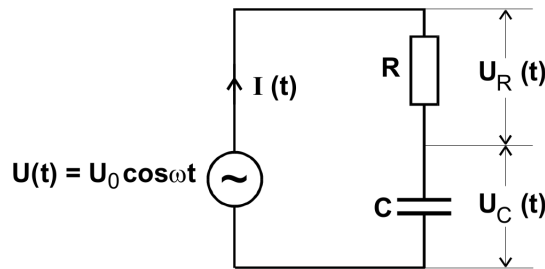 R
U_R (t)
I (t)
U(t) = U_0 cosωt
~
C
U_C (t)